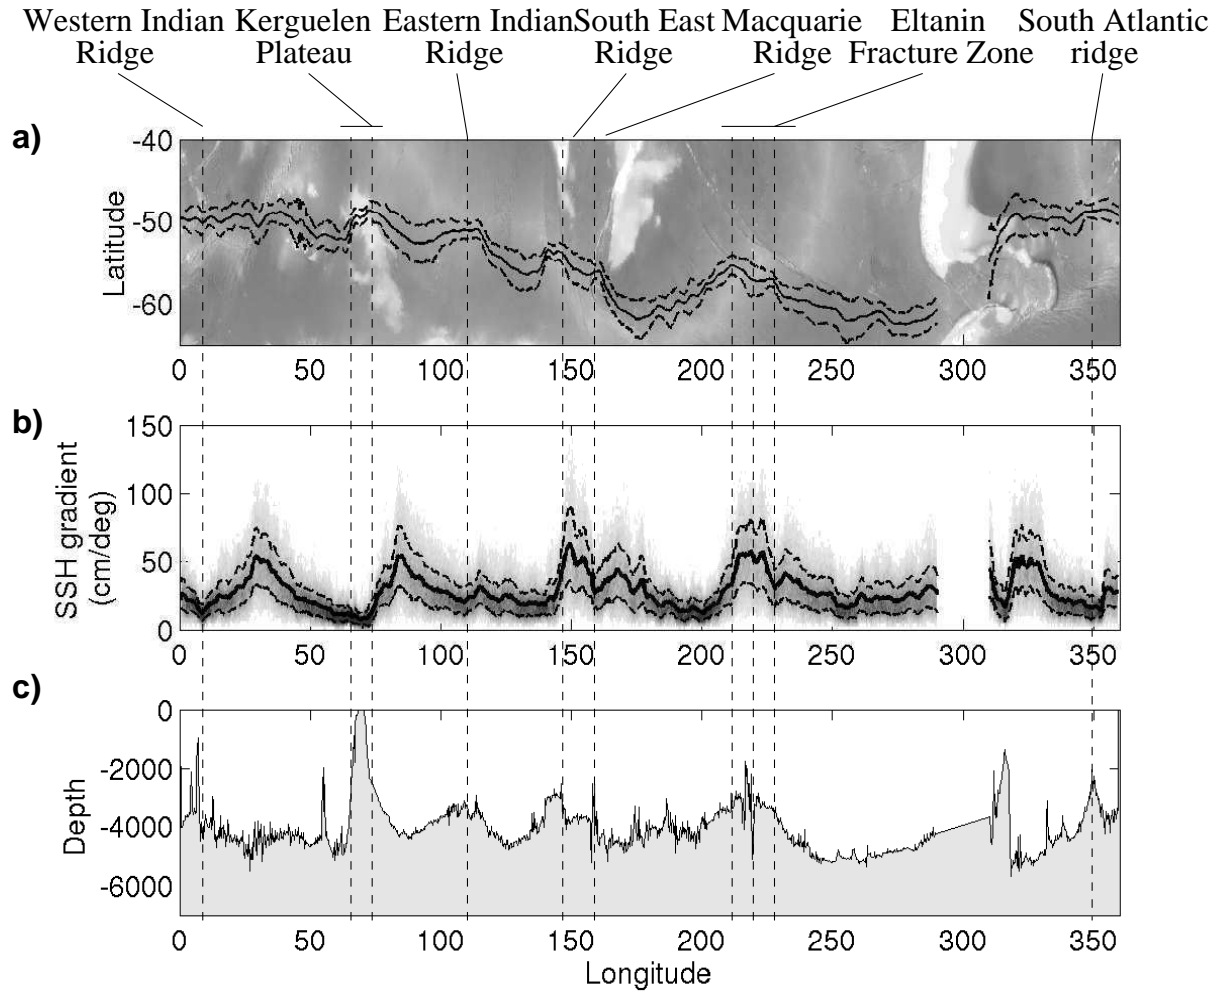 Western Indian Kerguelen Eastern Indian South East Macquarie Eltanin South Atlantic
Ridge Plateau Ridge Ridge Ridge Fracture Zone ridge
a)
-40
-50
-60
Latitude
0 50 100 150 200 250 300 350
b)
150
100
50
0
SSH gradient
(cm/deg)
0 50 100 150 200 250 300 350
c)
0
-2000
-4000
-6000
Depth
0 50 100 150 200 250 300 350
Longitude